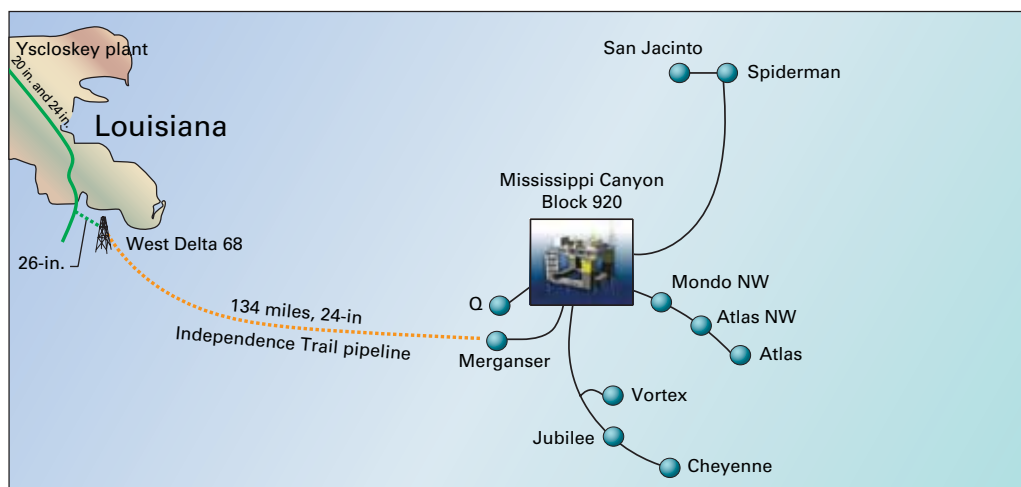 Yscloskey plant
20 in. and 24 in.
Louisiana
San Jacinto
Spiderman
Mississippi Canyon
Block 920
West Delta 68
26-in.
134 miles, 24-in
Independence Trail pipeline
Q
Merganser
Mondo NW
Atlas NW
Atlas
Vortex
Jubilee
Cheyenne